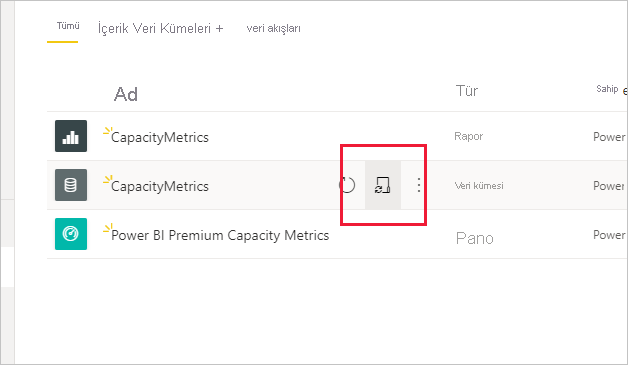 Tümü İçerik Veri Kümeleri + veri akışları
Ad Tür Sahip e
CapacityMetrics Rapor Power
CapacityMetrics Veri kümesi Power
Power BI Premium Capacity Metrics Pano Power